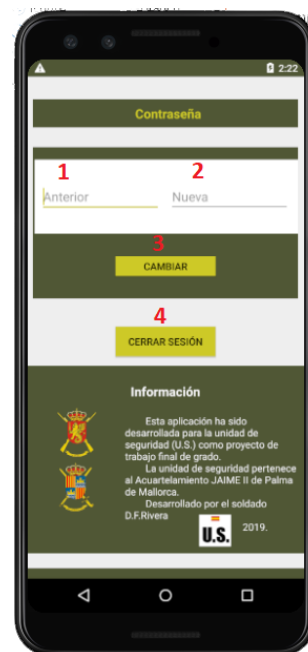 2:22
Contraseña
1 2
Anterior Nueva
3
CAMBIAR
4
CERRAR SESIÓN
Información
Esta aplicación ha sido
desarrollada para la unidad de
seguridad (U.S.) como proyecto de
trabajo final de grado.
La unidad de seguridad pertenece
al Acuartelamiento JAIME II de Palma
de Mallorca.
Desarrollado por el soldado
D.F.Rivera
U.S. 2019.